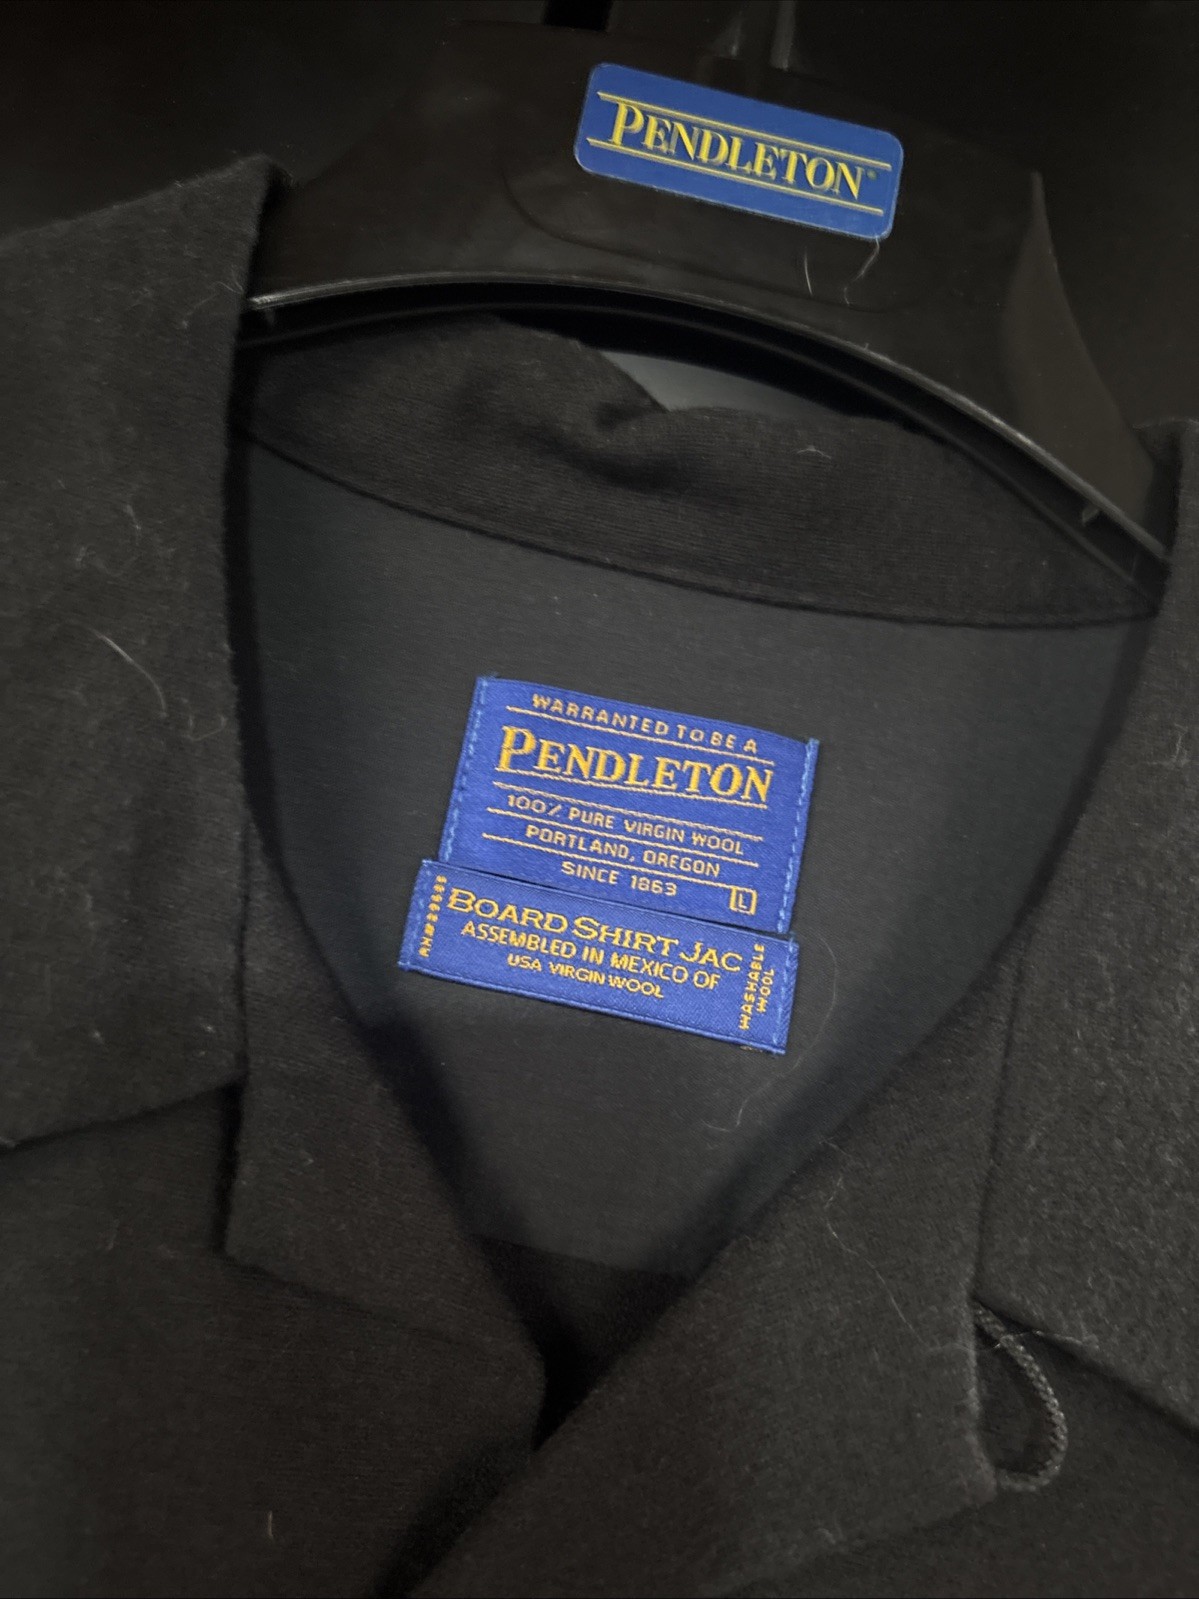 PENDLETON®
WARRANTED TO BE A
PENDLETON
100% PURE VIRGIN WOOL
PORTLAND, OREGON
SINCE 1863
L
BOARD SHIRT JAC
ASSEMBLED IN MEXICO OF
USA VIRGIN WOOL
WASHABLE
WOOL